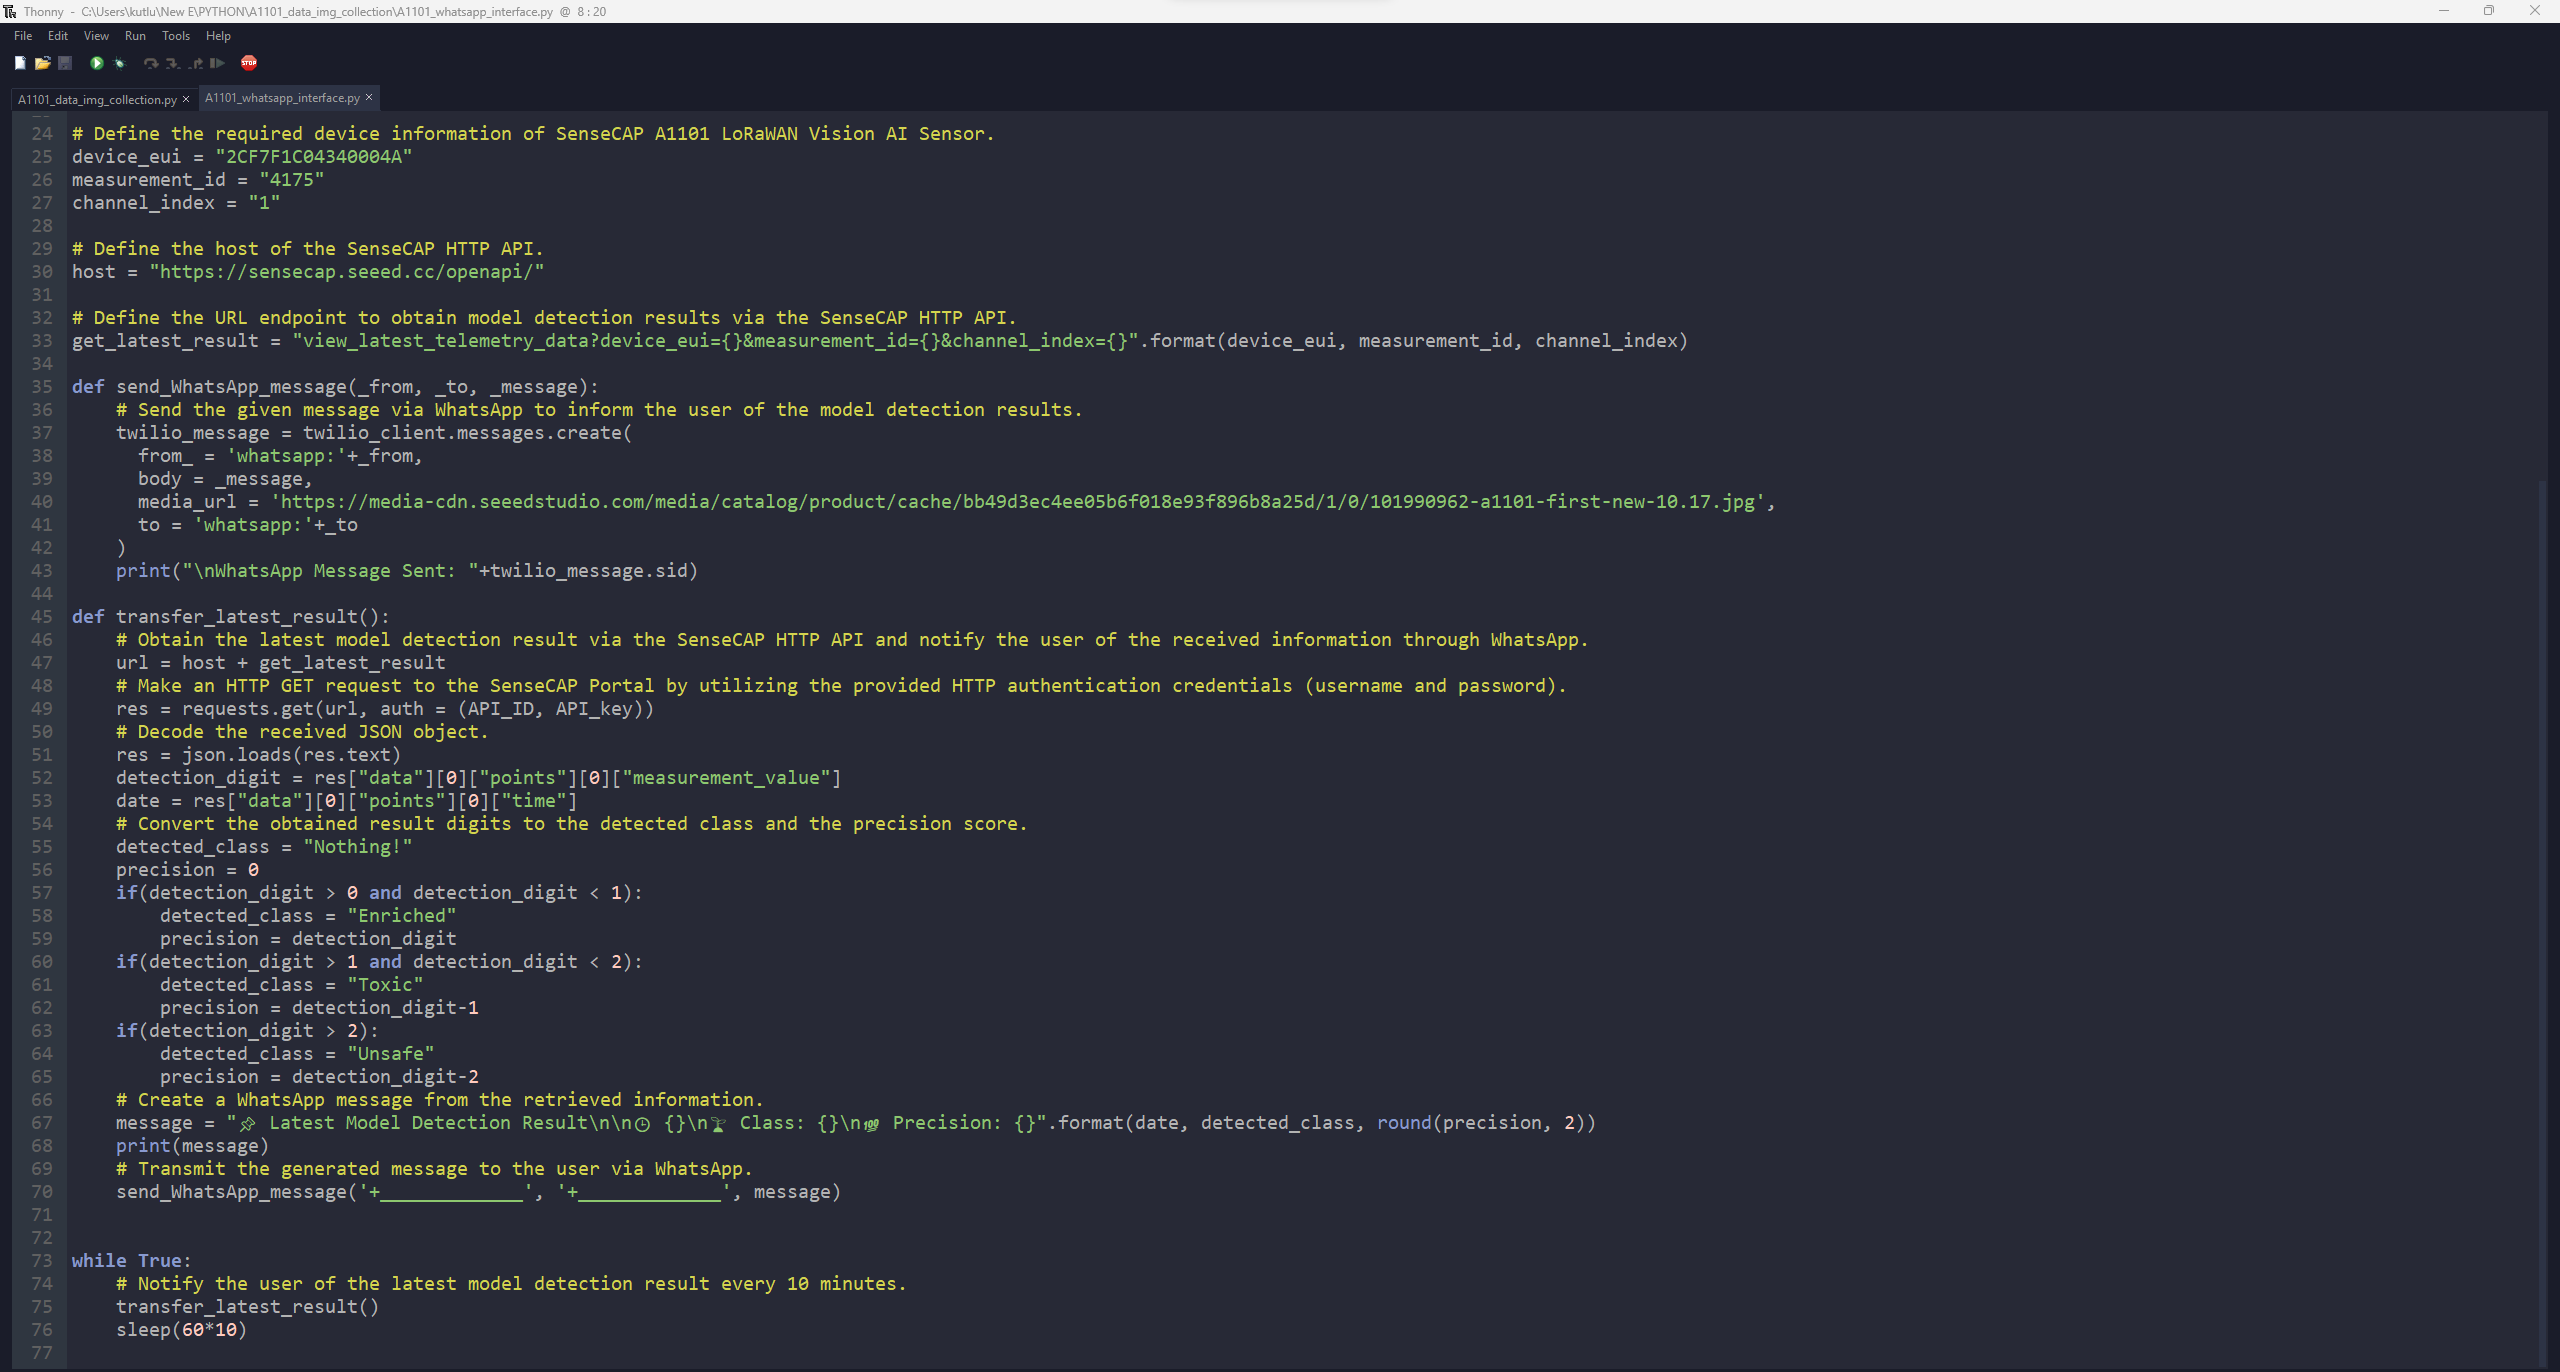 Thonny - C:\Users\kutlu\New E\PYTHON\A1101_data_img_collection\A1101_whatsapp_interface.py @ 8:20
File Edit View Run Tools Help
STOP
A1101_data_img_collection.py × A1101_whatsapp_interface.py ×
24 # Define the required device information of SenseCAP A1101 LoRaWAN Vision AI Sensor.
25 device_eui = "2CF7F1C04340004A"
26 measurement_id = "4175"
27 channel_index = "1"
28
29 # Define the host of the SenseCAP HTTP API.
30 host = "https://sensecap.seeed.cc/openapi/"
31
32 # Define the URL endpoint to obtain model detection results via the SenseCAP HTTP API.
33 get_latest_result = "view_latest_telemetry_data?device_eui={}&measurement_id={}&channel_index={}".format(device_eui, measurement_id, channel_index)
34
35 def send_WhatsApp_message(_from, _to, _message):
36     # Send the given message via WhatsApp to inform the user of the model detection results.
37     twilio_message = twilio_client.messages.create(
38       from_ = 'whatsapp:'+_from,
39       body = _message,
40       media_url = 'https://media-cdn.seeedstudio.com/media/catalog/product/cache/bb49d3ec4ee05b6f018e93f896b8a25d/1/0/101990962-a1101-first-new-10.17.jpg',
41       to = 'whatsapp:'+_to
42     )
43     print("\nWhatsApp Message Sent: "+twilio_message.sid)
44
45 def transfer_latest_result():
46     # Obtain the latest model detection result via the SenseCAP HTTP API and notify the user of the received information through WhatsApp.
47     url = host + get_latest_result
48     # Make an HTTP GET request to the SenseCAP Portal by utilizing the provided HTTP authentication credentials (username and password).
49     res = requests.get(url, auth = (API_ID, API_key))
50     # Decode the received JSON object.
51     res = json.loads(res.text)
52     detection_digit = res["data"][0]["points"][0]["measurement_value"]
53     date = res["data"][0]["points"][0]["time"]
54     # Convert the obtained result digits to the detected class and the precision score.
55     detected_class = "Nothing!"
56     precision = 0
57     if(detection_digit > 0 and detection_digit < 1):
58         detected_class = "Enriched"
59         precision = detection_digit
60     if(detection_digit > 1 and detection_digit < 2):
61         detected_class = "Toxic"
62         precision = detection_digit-1
63     if(detection_digit > 2):
64         detected_class = "Unsafe"
65         precision = detection_digit-2
66     # Create a WhatsApp message from the retrieved information.
67     message = "📌 Latest Model Detection Result\n\n🕒 {}\n🌱 Class: {}\n💯 Precision: {}".format(date, detected_class, round(precision, 2))
68     print(message)
69     # Transmit the generated message to the user via WhatsApp.
70     send_WhatsApp_message('+_____________', '+_____________', message)
71
72
73 while True:
74     # Notify the user of the latest model detection result every 10 minutes.
75     transfer_latest_result()
76     sleep(60*10)
77